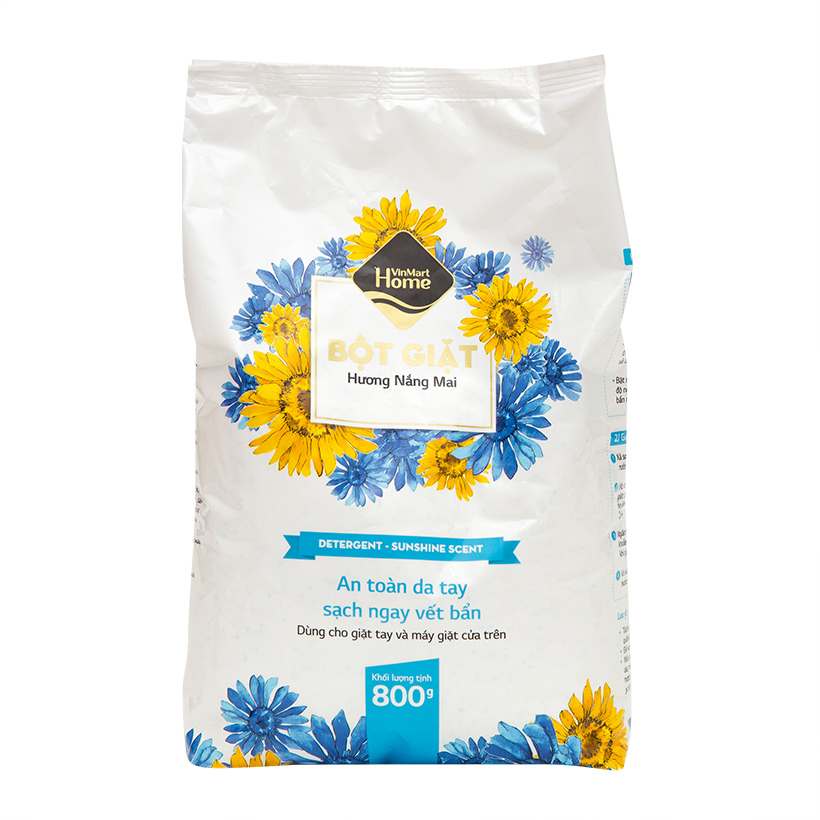 VinMart
Home
BỘT GIẶT
Hương Nắng Mai
DETERGENT - SUNSHINE SCENT
An toàn da tay
sạch ngay vết bẩn
Dùng cho giặt tay và máy giặt cửa trên
Khối lượng tịnh
800g